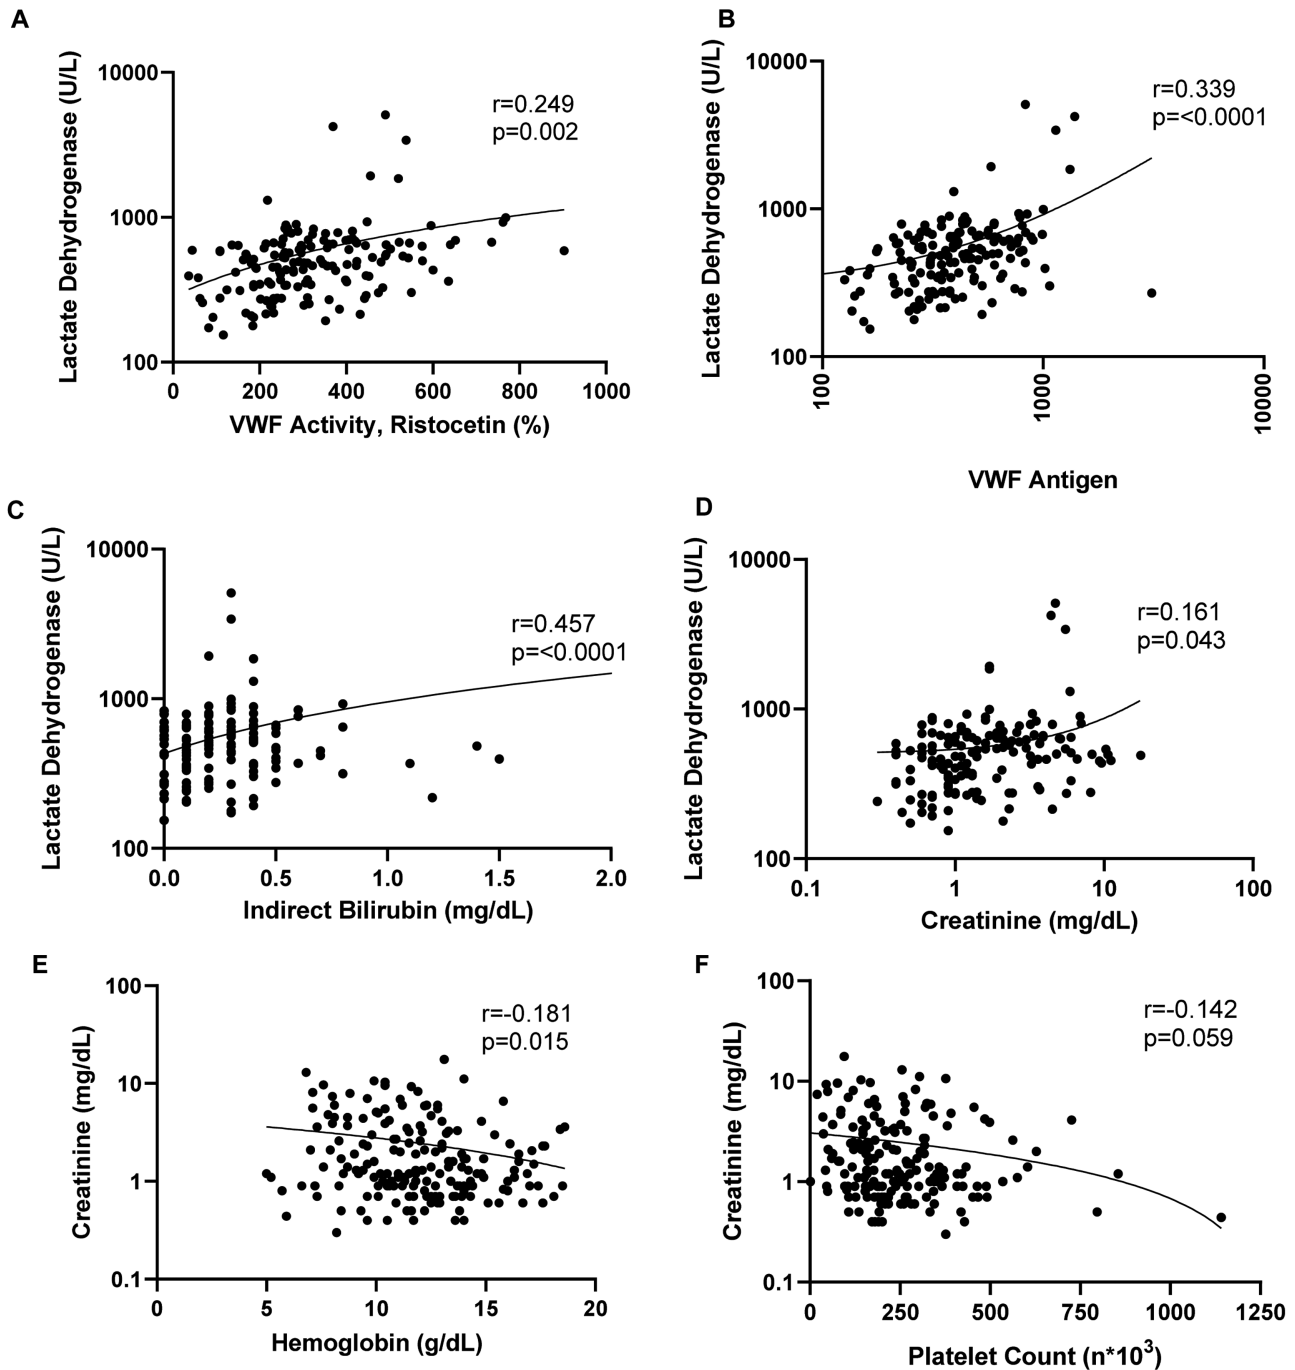 A
Lactate Dehydrogenase (U/L)
10000
1000
100
r=0.249
p=0.002
0 200 400 600 800 1000
VWF Activity, Ristocetin (%)
B
Lactate Dehydrogenase (U/L)
10000
1000
100
r=0.339
p=<0.0001
100 1000 10000
VWF Antigen
C
Lactate Dehydrogenase (U/L)
10000
1000
100
r=0.457
p=<0.0001
0.0 0.5 1.0 1.5 2.0
Indirect Bilirubin (mg/dL)
D
Lactate Dehydrogenase (U/L)
10000
1000
100
r=0.161
p=0.043
0.1 1 10 100
Creatinine (mg/dL)
E
Creatinine (mg/dL)
100
10
1
0.1
r=-0.181
p=0.015
0 5 10 15 20
Hemoglobin (g/dL)
F
Creatinine (mg/dL)
100
10
1
0.1
r=-0.142
p=0.059
0 250 500 750 1000 1250
Platelet Count (n*10³)